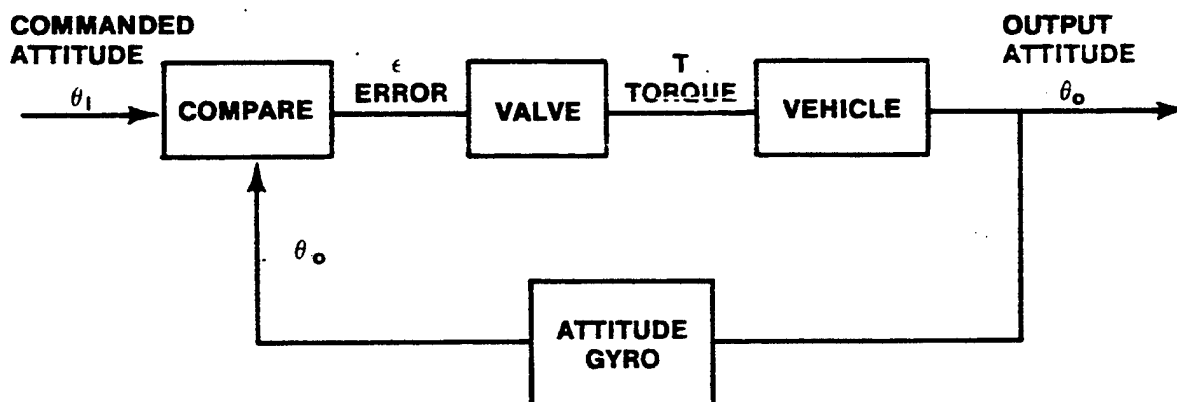 COMMANDED
ATTITUDE
θI
COMPARE
ϵ
ERROR
VALVE
T
TORQUE
VEHICLE
OUTPUT
ATTITUDE
θo
θo
ATTITUDE
GYRO